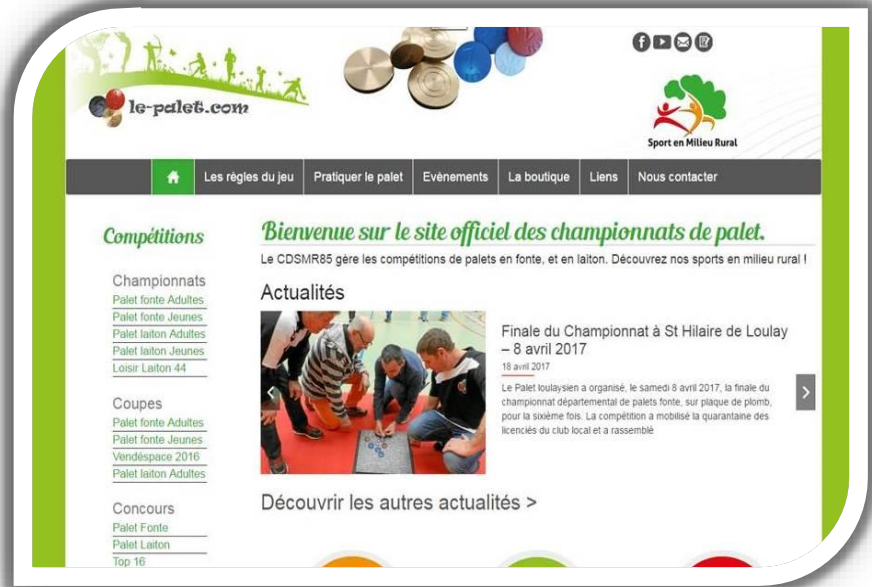 le-palet.com
Sport en Milieu Rural
Les règles du jeu
Pratiquer le palet
Evènements
La boutique
Liens
Nous contacter
Compétitions
Championnats
Palet fonte Adultes
Palet fonte Jeunes
Palet laiton Adultes
Palet laiton Jeunes
Loisir Laiton 44
Coupes
Palet fonte Adultes
Palet fonte Jeunes
Vendéspace 2016
Palet laiton Adultes
Concours
Palet Fonte
Palet Laiton
Top 16
Bienvenue sur le site officiel des championnats de palet.
Le CDSMR85 gère les compétitions de palets en fonte, et en laiton. Découvrez nos sports en milieu rural !
Actualités
Finale du Championnat à St Hilaire de Loulay
– 8 avril 2017
18 avril 2017
Le Palet loulaysien a organisé, le samedi 8 avril 2017, la finale du
championnat départemental de palets fonte, sur plaque de plomb,
pour la sixième fois. La compétition a mobilisé la quarantaine des
licenciés du club local et a rassemblé
Découvrir les autres actualités >